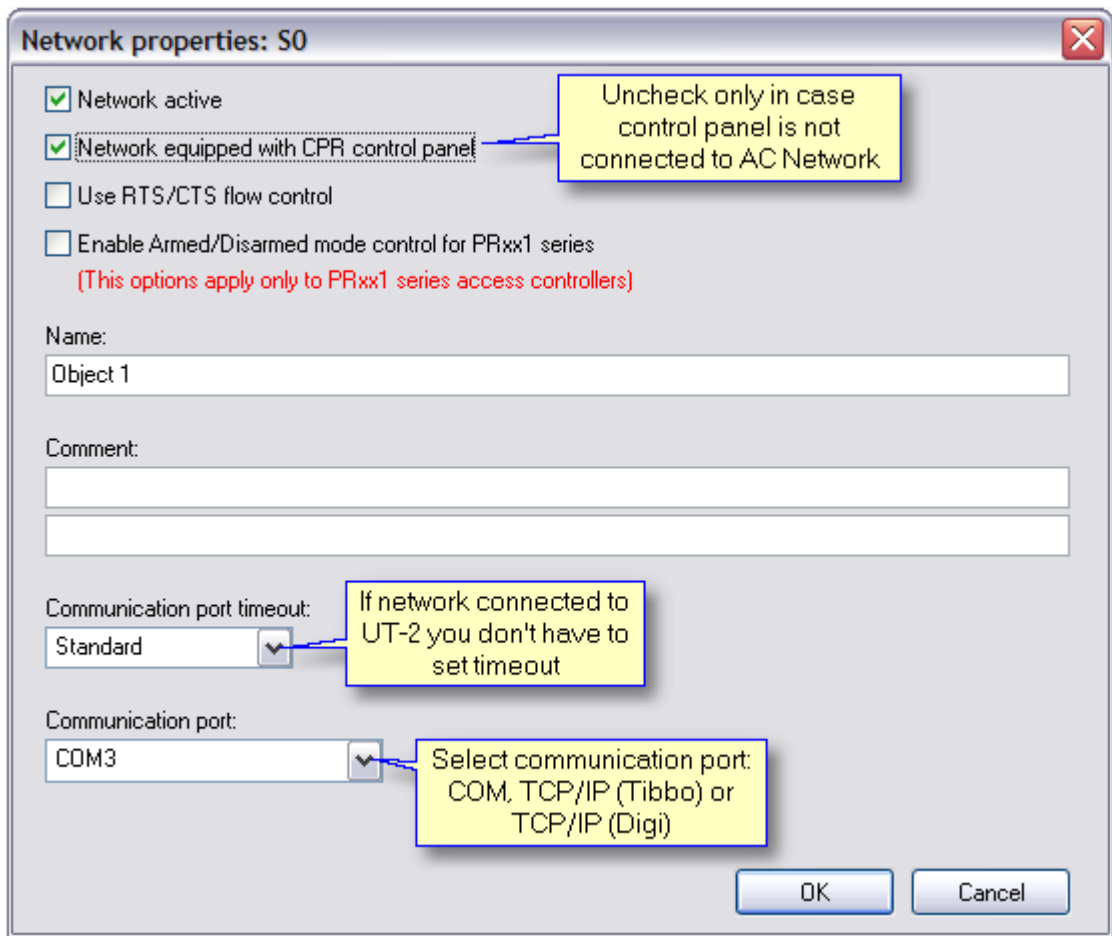 Network properties: S0
Network active
Uncheck only in case
control panel is not
connected to AC Network
Network equipped with CPR control panel
Use RTS/CTS flow control
Enable Armed/Disarmed mode control for PRxx1 series
(This options apply only to PRxx1 series access controllers)
Name:
Object 1
Comment:
Communication port timeout:
Standard
If network connected to
UT-2 you don't have to
set timeout
Communication port:
COM3
Select communication port:
COM, TCP/IP (Tibbo) or
TCP/IP (Digi)
OK
Cancel